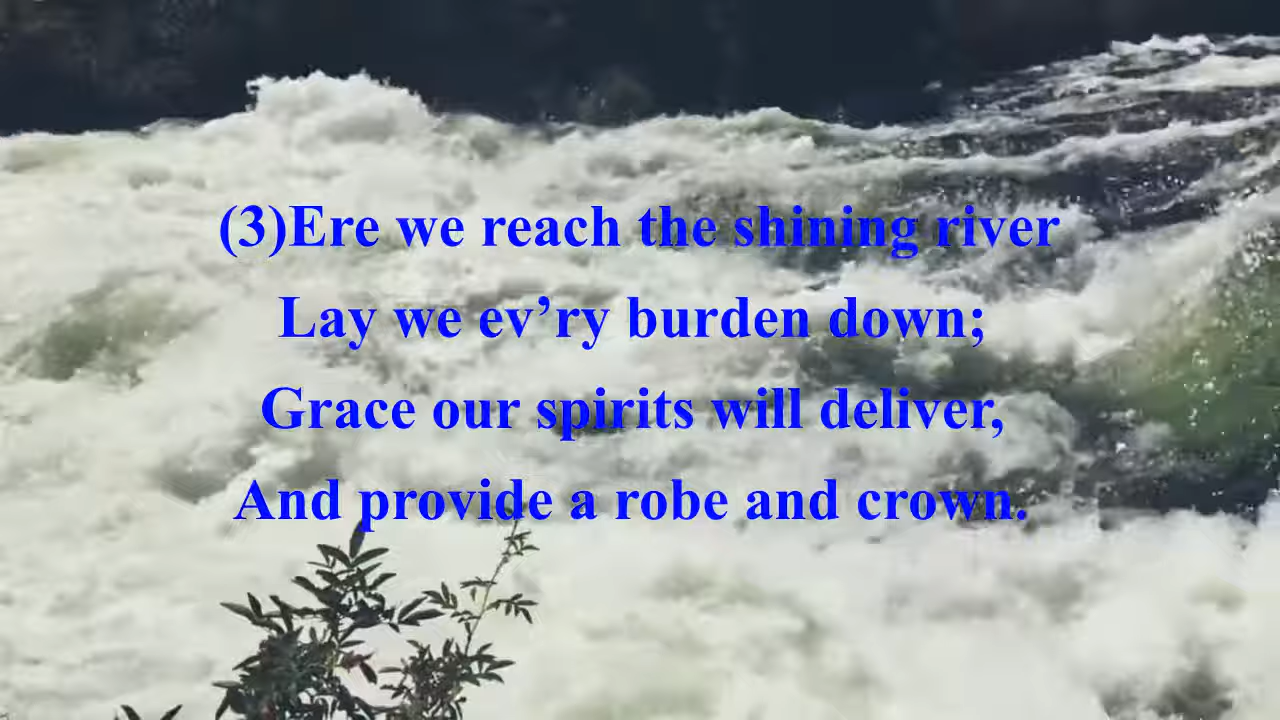 (3)Ere we reach the shining river
Lay we ev’ry burden down;
Grace our spirits will deliver,
And provide a robe and crown.